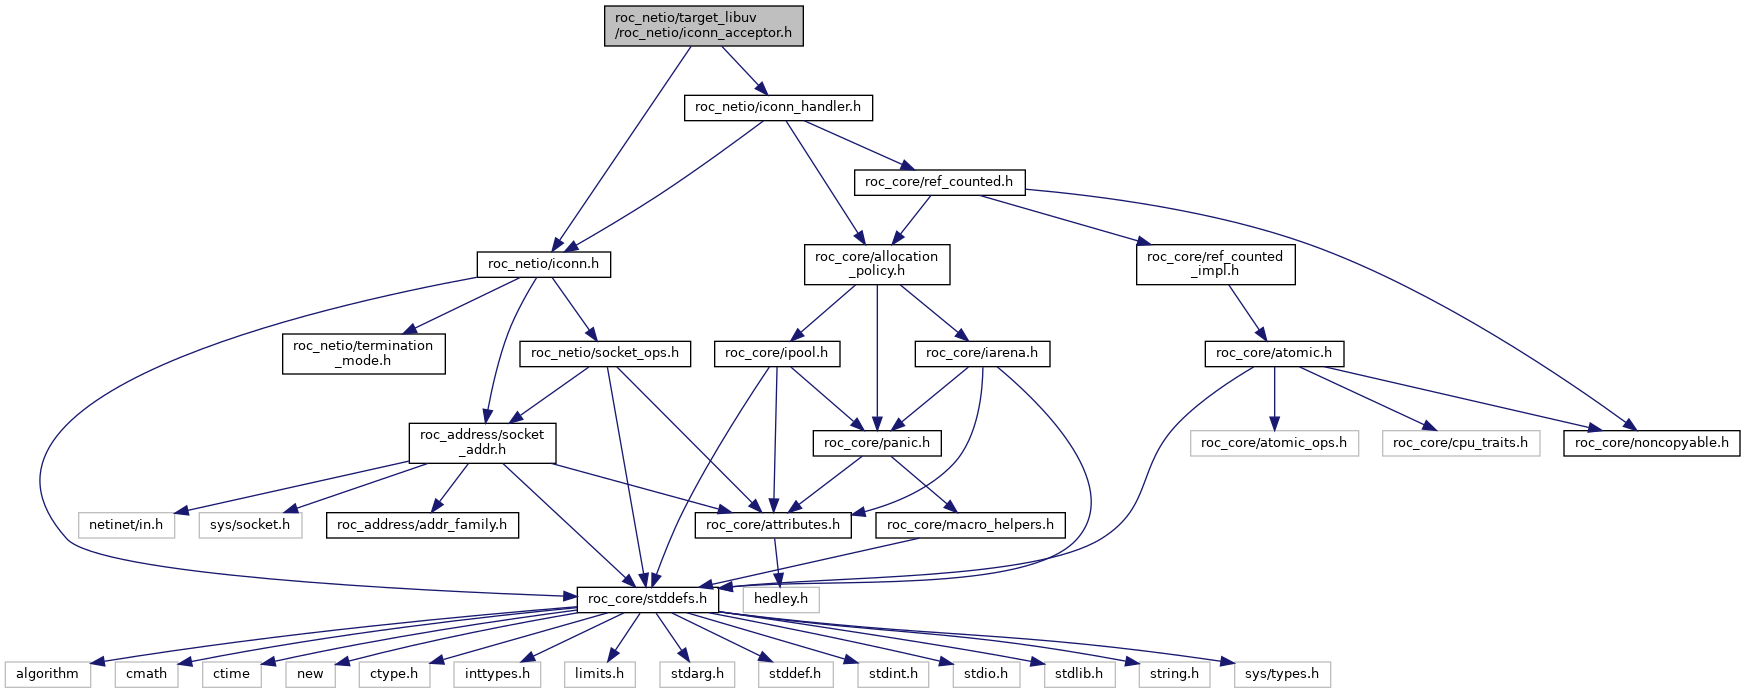 roc_netio/target_libuv
/roc_netio/iconn_acceptor.h
roc_netio/iconn_handler.h
roc_core/ref_counted.h
roc_netio/iconn.h
roc_core/allocation
_policy.h
roc_core/ref_counted
_impl.h
roc_netio/termination
_mode.h
roc_netio/socket_ops.h
roc_core/ipool.h
roc_core/iarena.h
roc_core/atomic.h
roc_address/socket
_addr.h
roc_core/panic.h
roc_core/atomic_ops.h
roc_core/cpu_traits.h
roc_core/noncopyable.h
netinet/in.h
sys/socket.h
roc_address/addr_family.h
roc_core/attributes.h
roc_core/macro_helpers.h
roc_core/stddefs.h
hedley.h
algorithm
cmath
ctime
new
ctype.h
inttypes.h
limits.h
stdarg.h
stddef.h
stdint.h
stdio.h
stdlib.h
string.h
sys/types.h